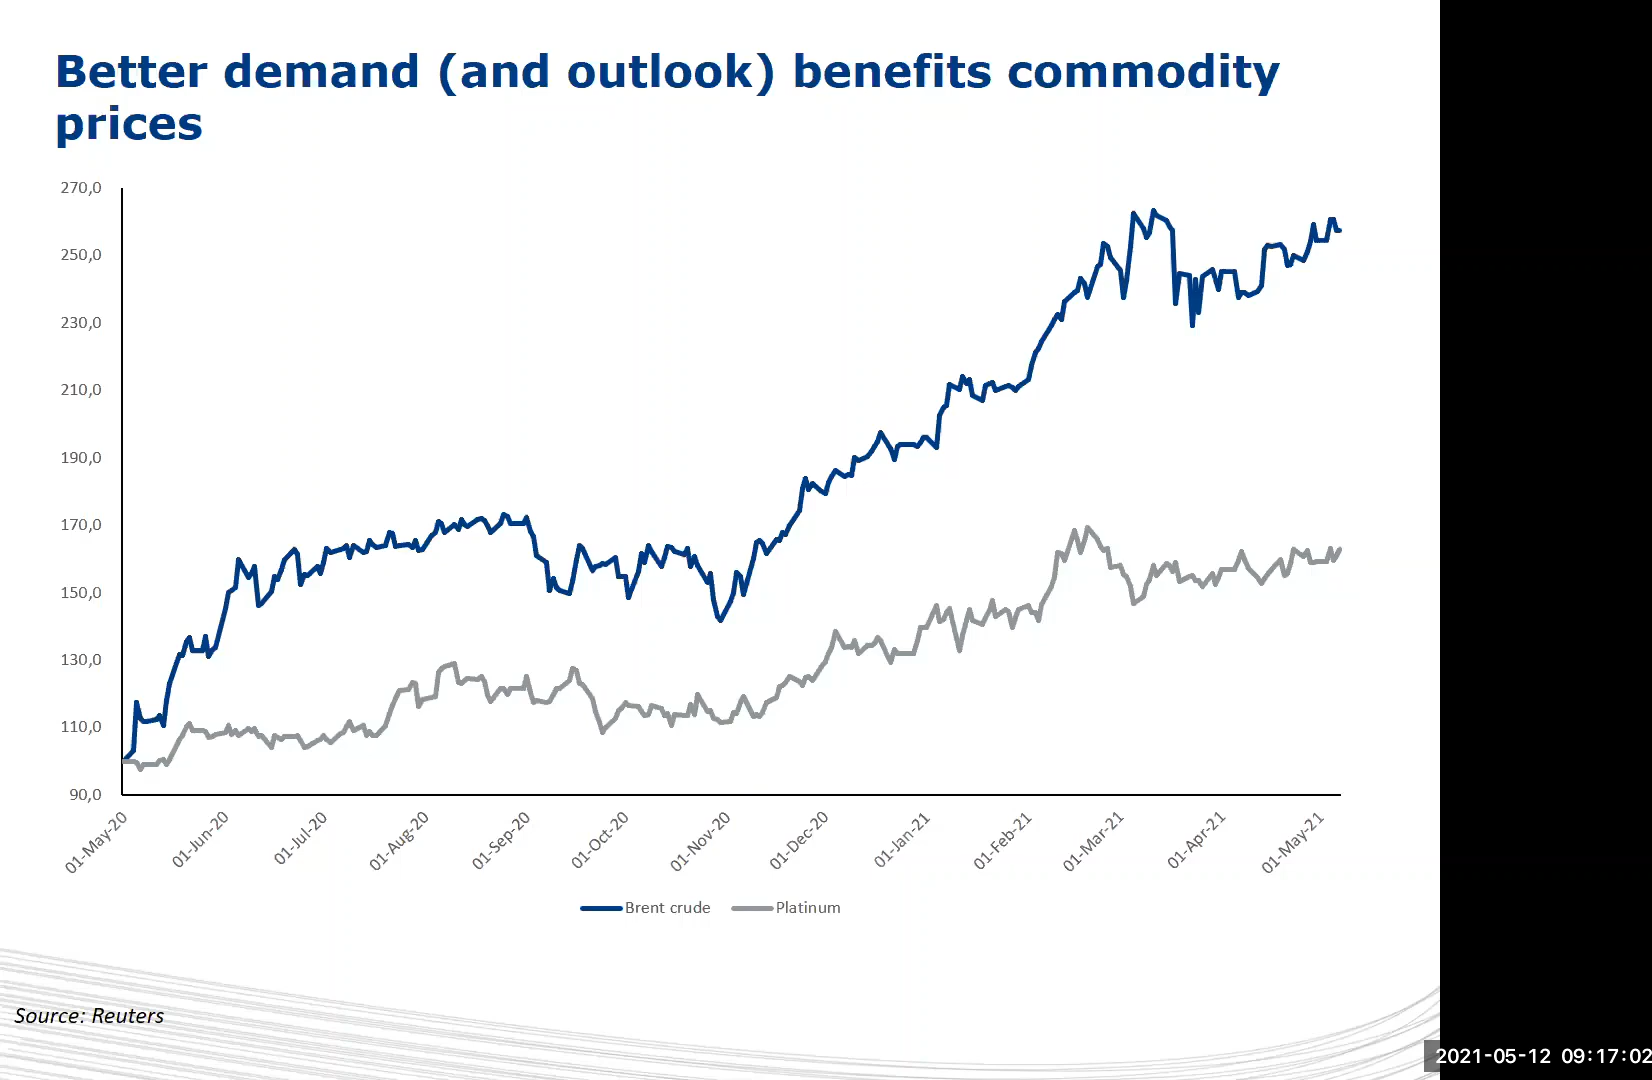 Better demand (and outlook) benefits commodity
prices
270,0
250,0
230,0
210,0
190,0
170,0
150,0
130,0
110,0
90,0
01-May-20
01-Jun-20
01-Jul-20
01-Aug-20
01-Sep-20
01-Oct-20
01-Nov-20
01-Dec-20
01-Jan-21
01-Feb-21
01-Mar-21
01-Apr-21
01-May-21
Brent crude
Platinum
Source: Reuters
2021-05-12 09:17:02